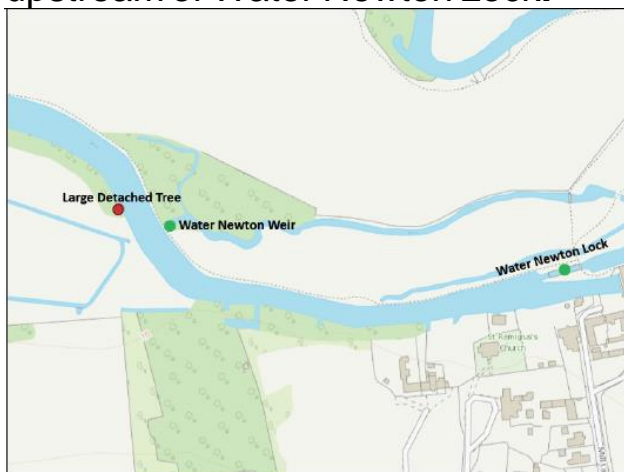 upstream of Water Newton Lock.
Large Detached Tree
Water Newton Weir
Water Newton Lock
St Remigius's
Church